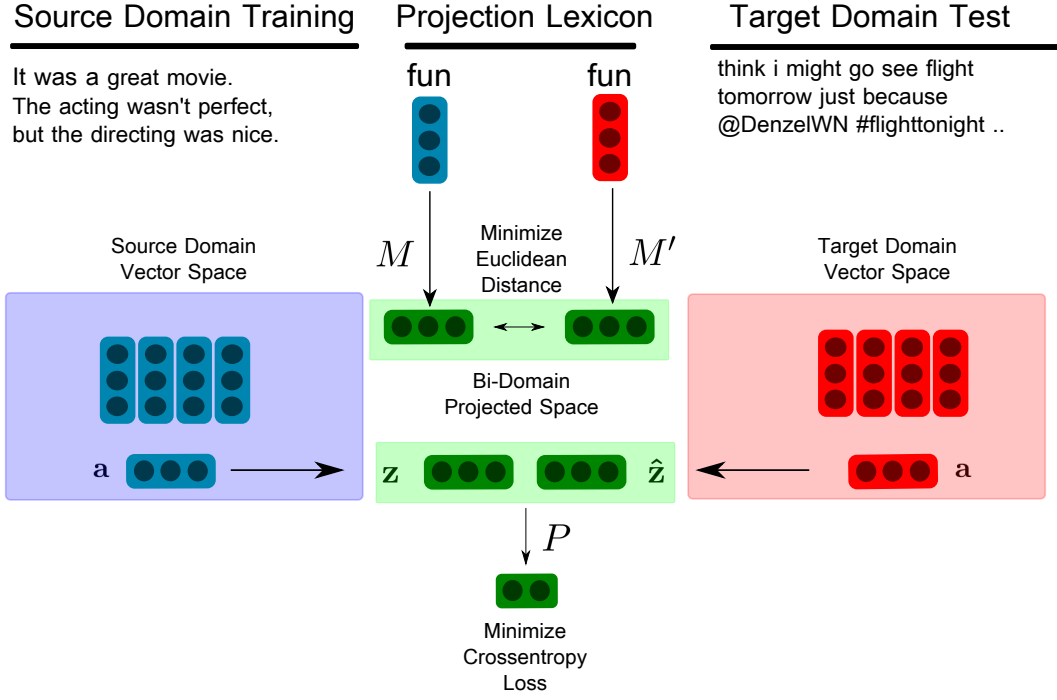 Source Domain Training
Projection Lexicon
Target Domain Test
It was a great movie.
The acting wasn't perfect,
but the directing was nice.
fun
fun
think i might go see flight
tomorrow just because
@DenzelWN #flighttonight ..
M
Minimize
Euclidean
Distance
M′
Source Domain
Vector Space
Target Domain
Vector Space
Bi-Domain
Projected Space
a
z
ẑ
a
P
Minimize
Crossentropy
Loss